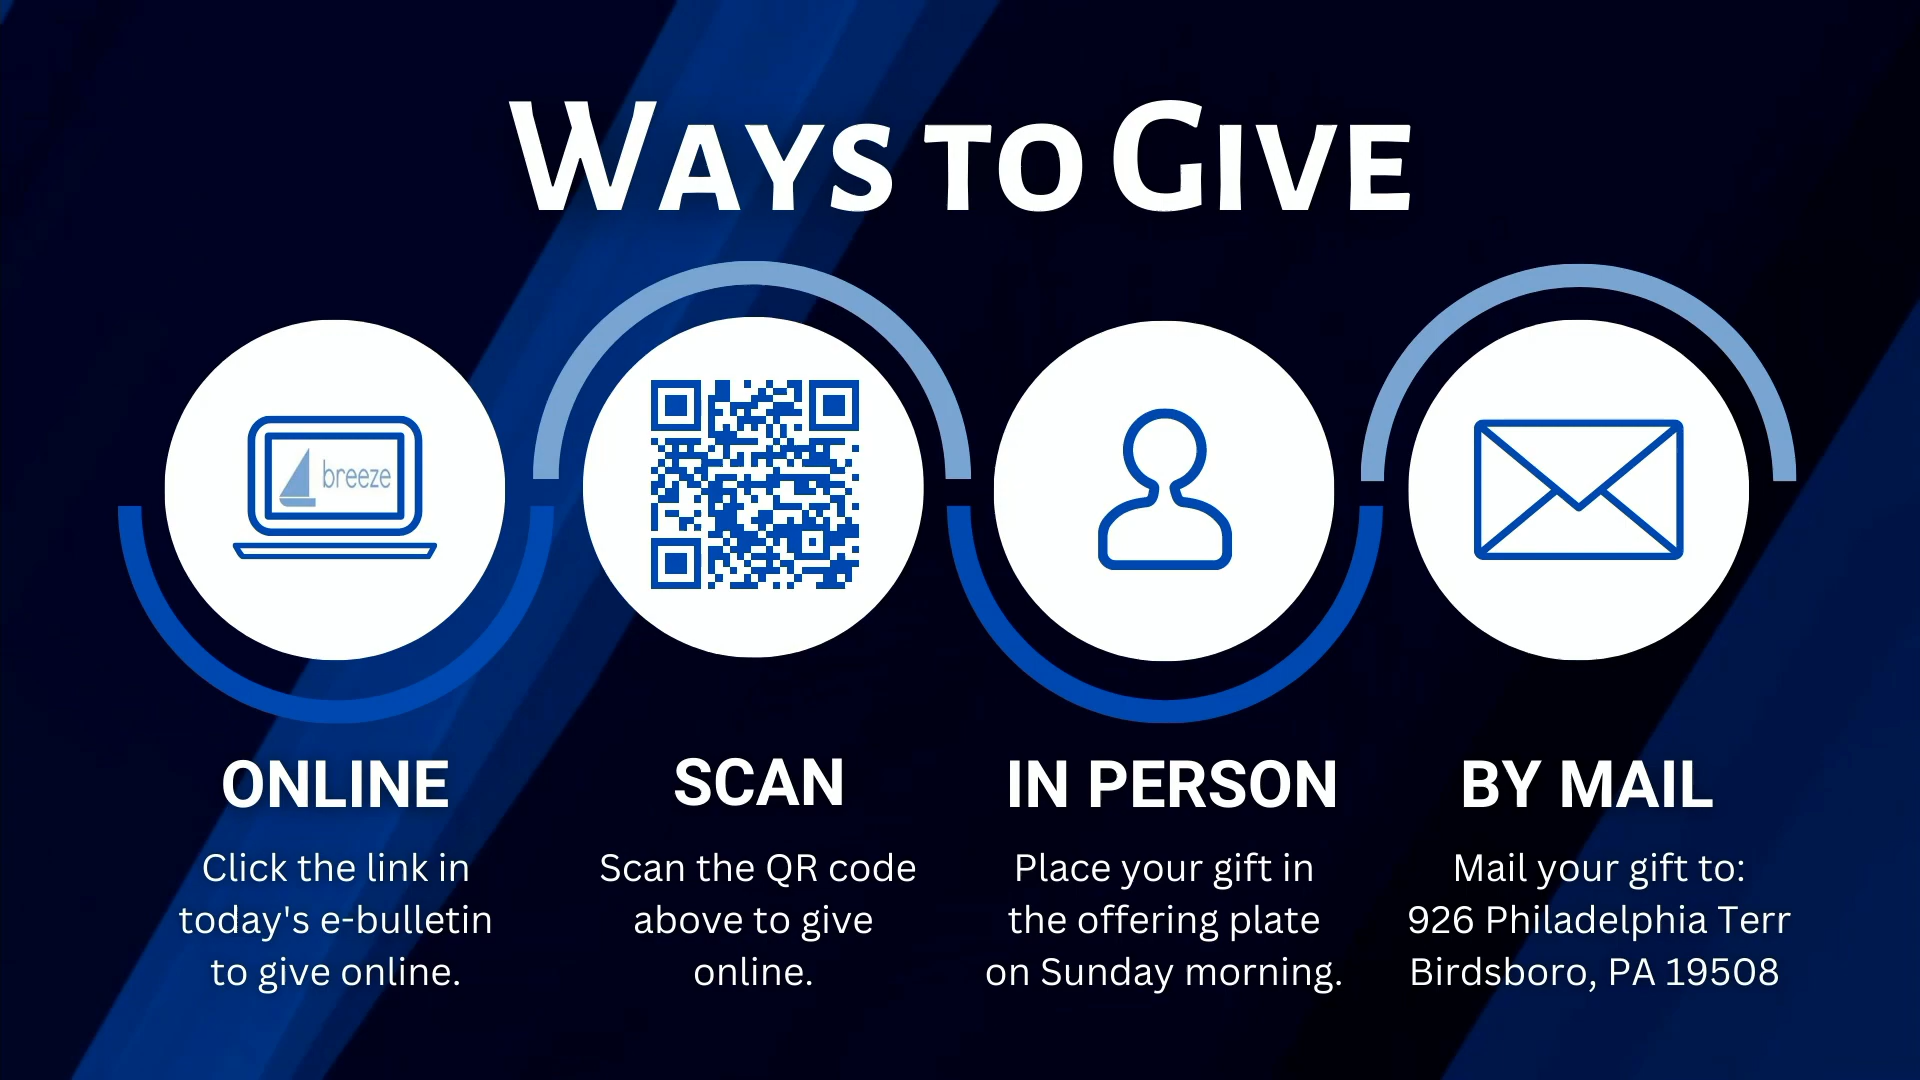 Ways to Give
breeze
ONLINE
Click the link in
today's e-bulletin
to give online.
SCAN
Scan the QR code
above to give
online.
IN PERSON
Place your gift in
the offering plate
on Sunday morning.
BY MAIL
Mail your gift to:
926 Philadelphia Terr
Birdsboro, PA 19508